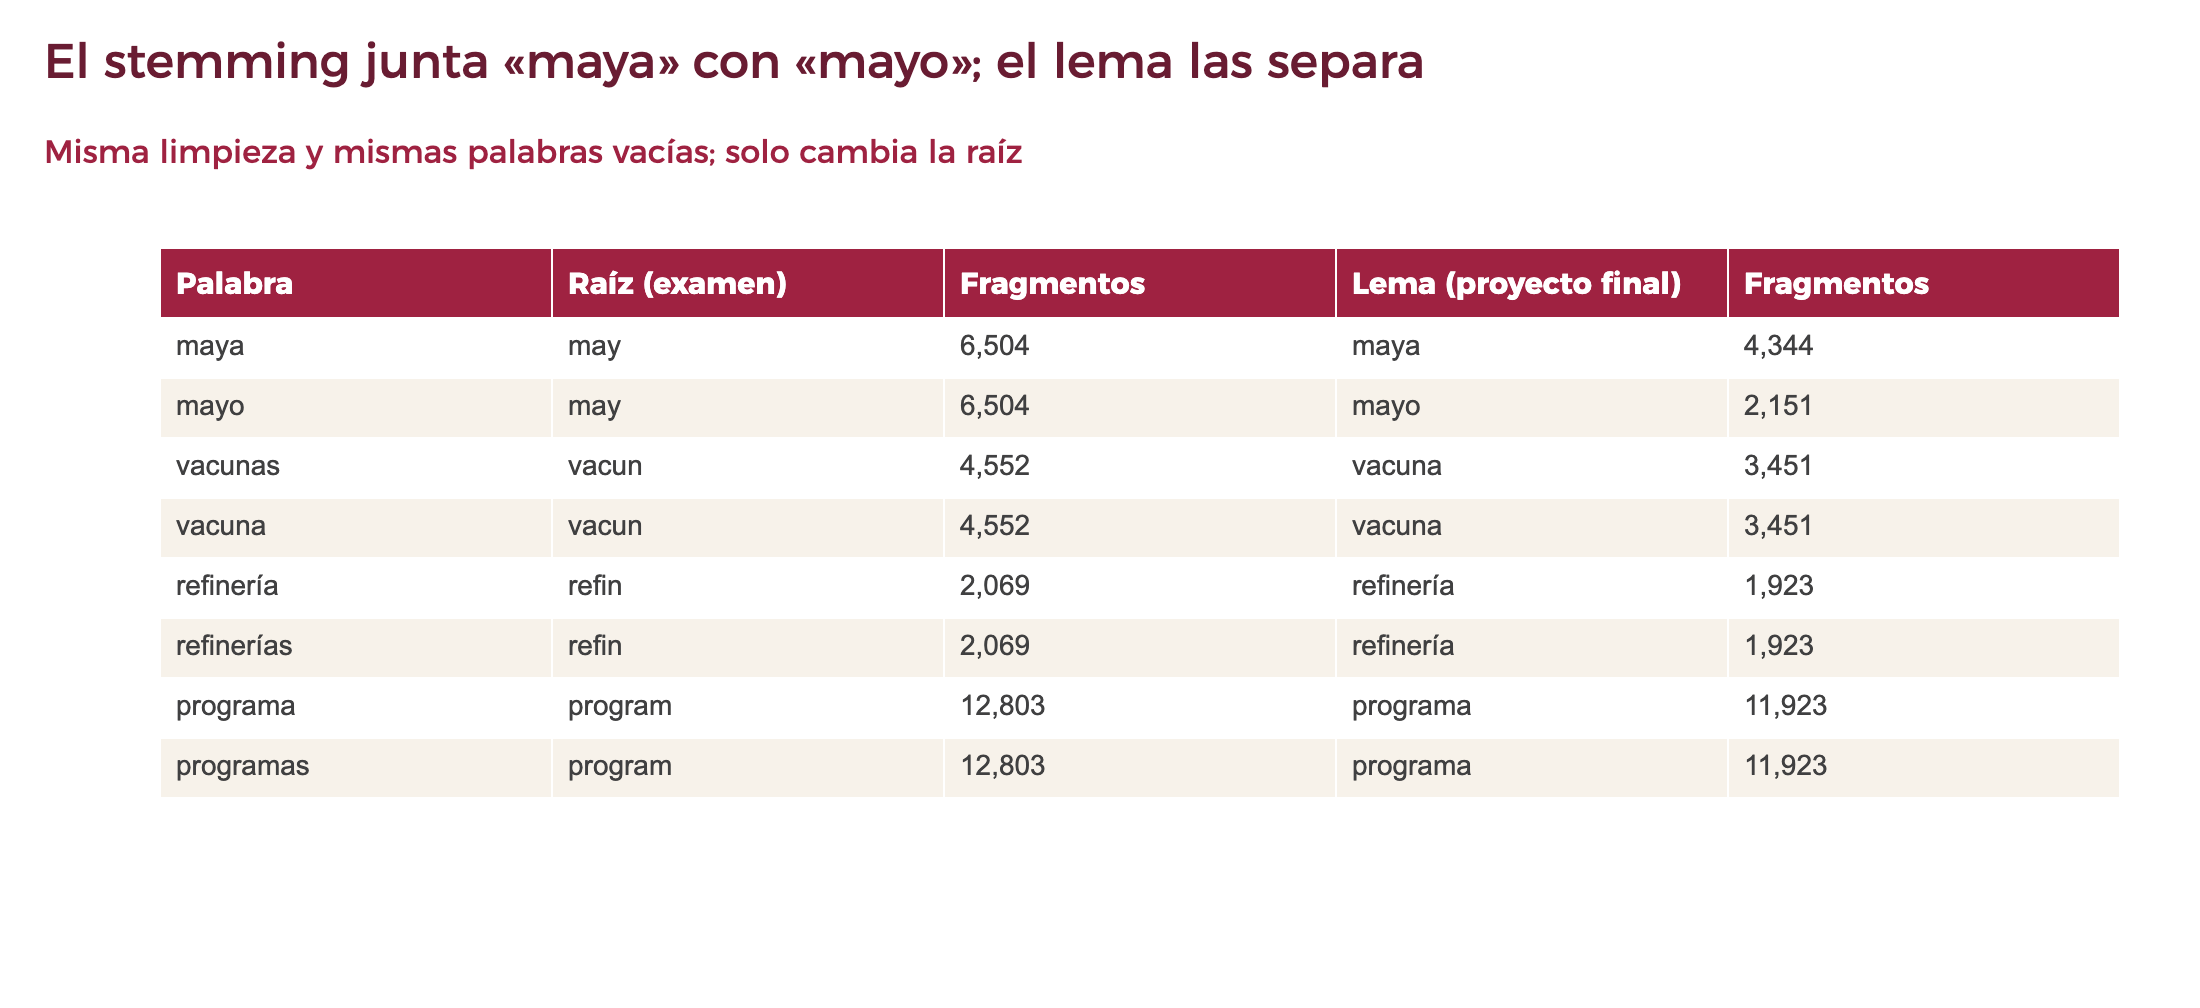 El stemming junta «maya» con «mayo»; el lema las separa
Misma limpieza y mismas palabras vacías; solo cambia la raíz
Palabra Raíz (examen) Fragmentos Lema (proyecto final) Fragmentos
maya may 6,504 maya 4,344
mayo may 6,504 mayo 2,151
vacunas vacun 4,552 vacuna 3,451
vacuna vacun 4,552 vacuna 3,451
refinería refin 2,069 refinería 1,923
refinerías refin 2,069 refinería 1,923
programa program 12,803 programa 11,923
programas program 12,803 programa 11,923